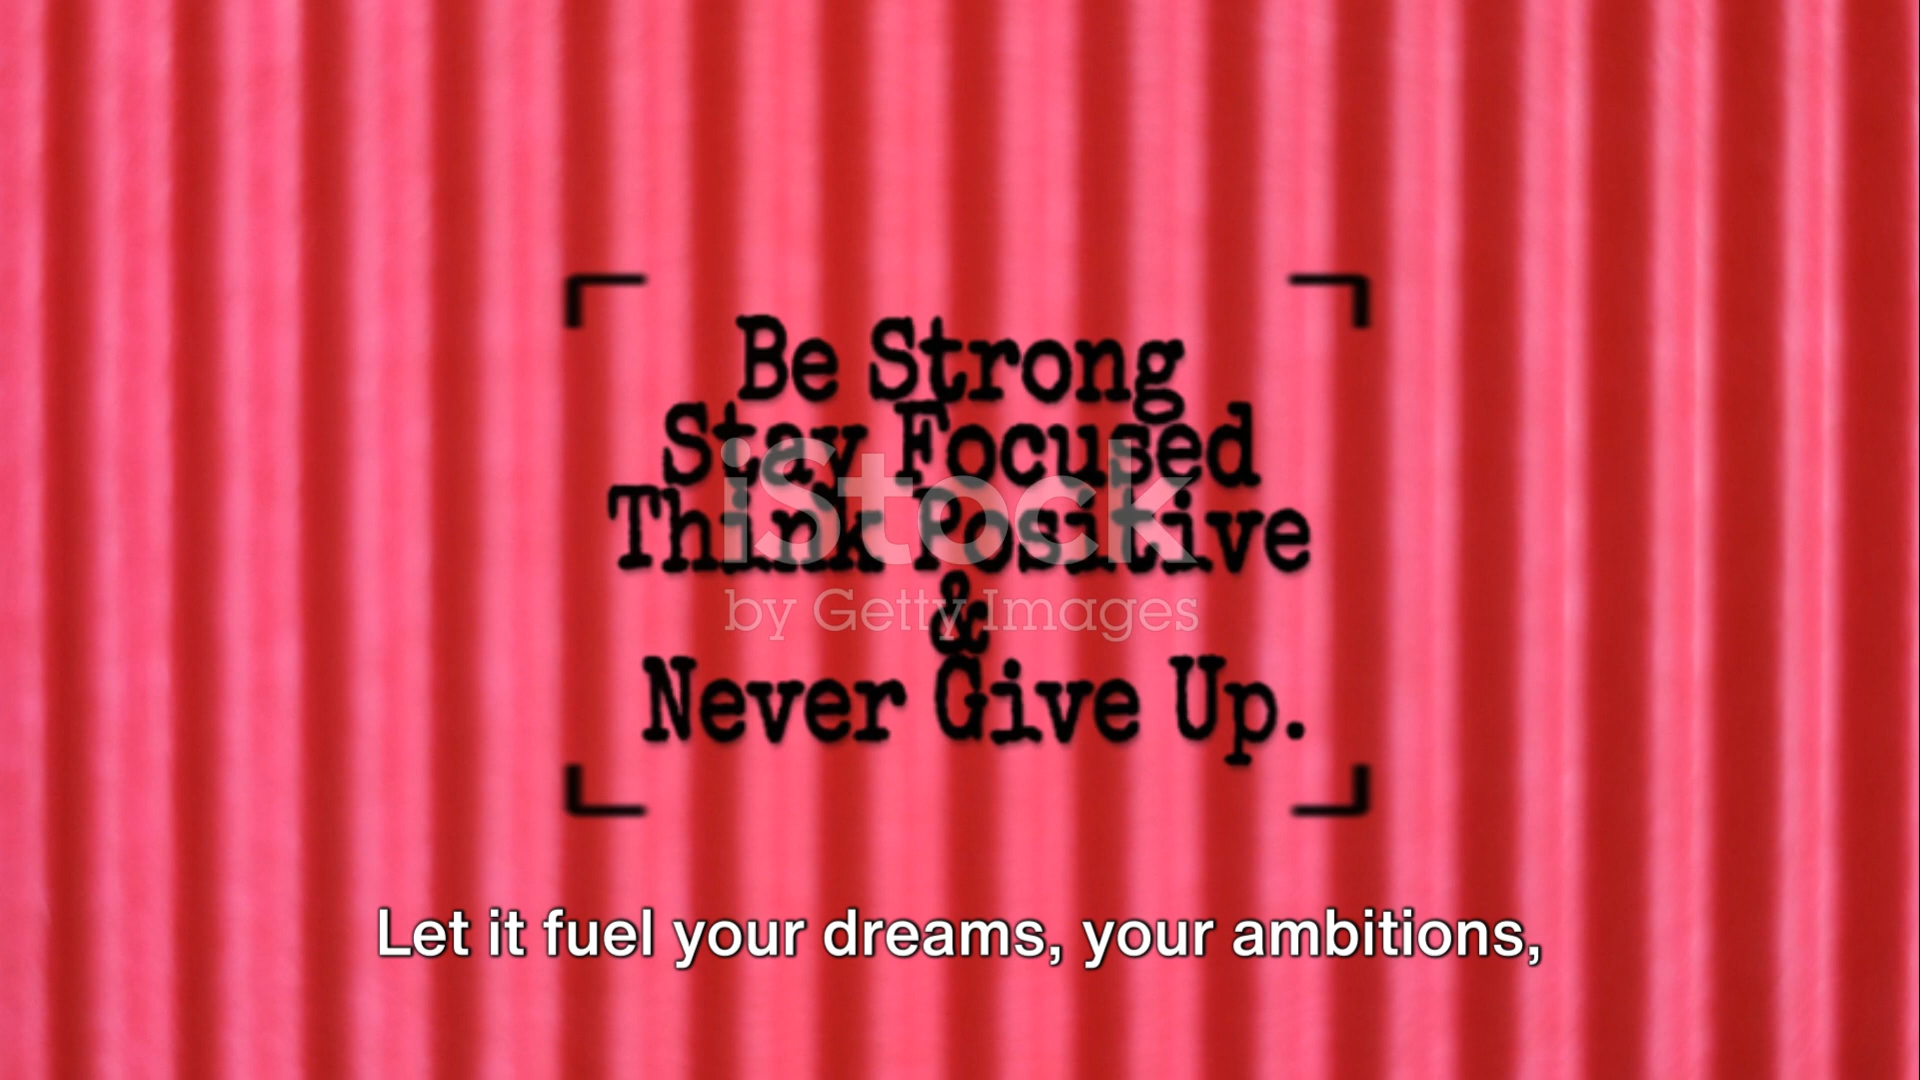 Be Strong
Stay Focused
Think Positive
&
Never Give Up.
iStock
by Getty Images
Let it fuel your dreams, your ambitions,